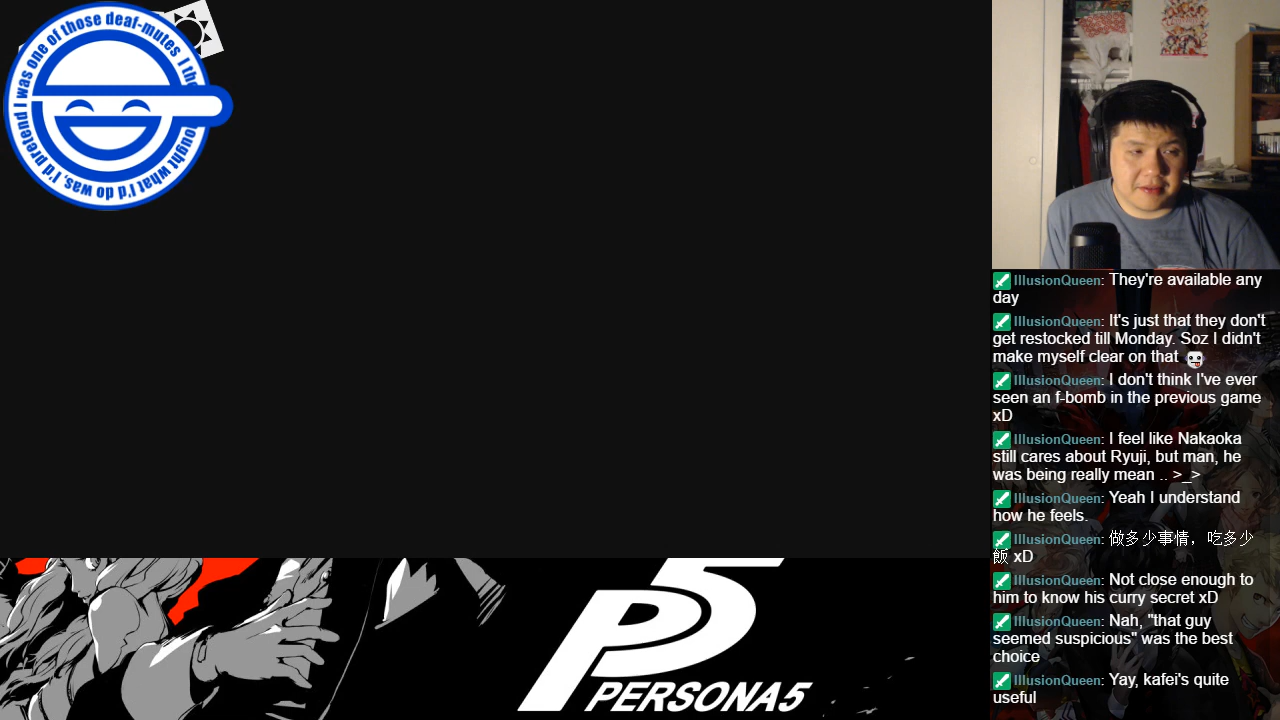 I thought what I'd do was, I'd pretend I was one of those deaf-mutes
IllusionQueen: They're available any
day
IllusionQueen: It's just that they don't
get restocked till Monday. Soz I didn't
make myself clear on that
IllusionQueen: I don't think I've ever
seen an f-bomb in the previous game
xD
IllusionQueen: I feel like Nakaoka
still cares about Ryuji, but man, he
was being really mean .. >_>
IllusionQueen: Yeah I understand
how he feels.
IllusionQueen: 做多少事情，吃多少
飯 xD
IllusionQueen: Not close enough to
him to know his curry secret xD
IllusionQueen: Nah, "that guy
seemed suspicious" was the best
choice
IllusionQueen: Yay, kafei's quite
useful
P5
PERSONA5